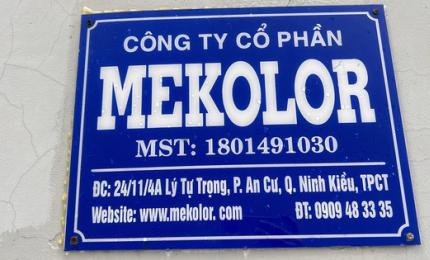 CÔNG TY CỔ PHẦN
MEKOLOR
MST: 1801491030
ĐC: 24/11/4A Lý Tự Trọng, P. An Cư, Q. Ninh Kiều, TPCT
Website: www.mekolor. com ĐT: 0909 48 33 35